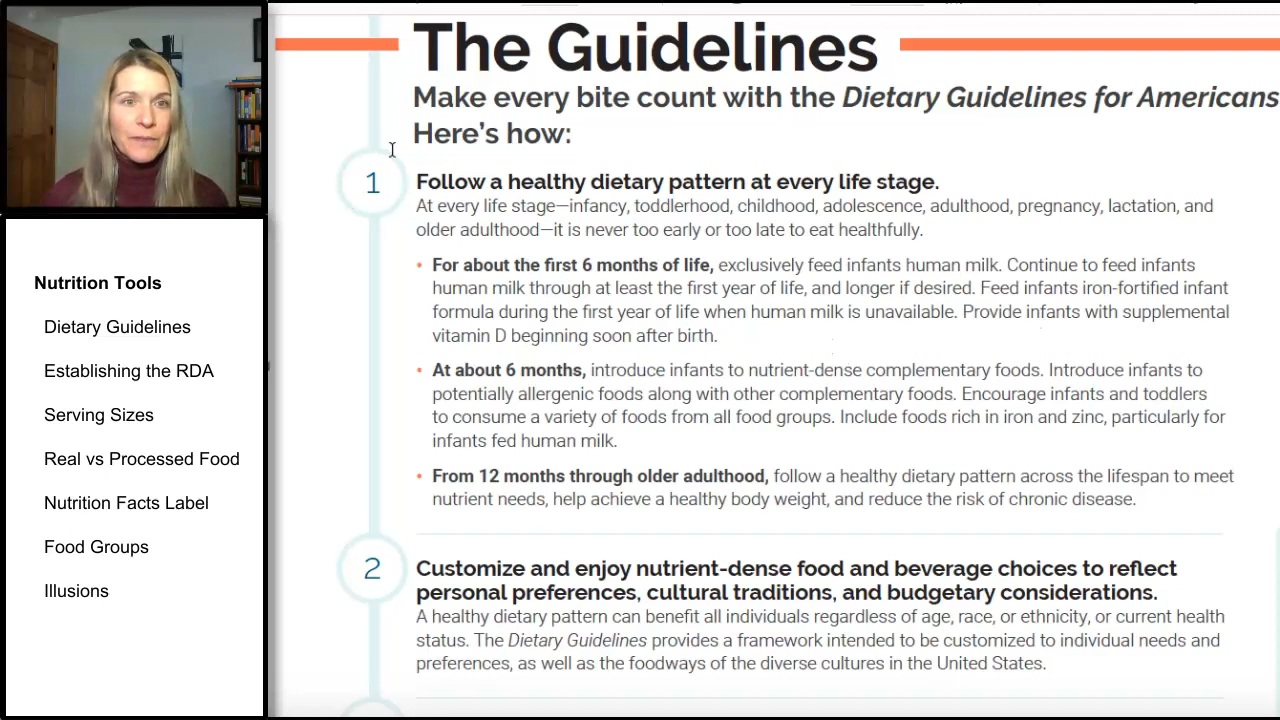 The Guidelines
Make every bite count with the Dietary Guidelines for Americans
Here's how:
1
Follow a healthy dietary pattern at every life stage.
At every life stage—infancy, toddlerhood, childhood, adolescence, adulthood, pregnancy, lactation, and
older adulthood—it is never too early or too late to eat healthfully.
• For about the first 6 months of life, exclusively feed infants human milk. Continue to feed infants
human milk through at least the first year of life, and longer if desired. Feed infants iron-fortified infant
formula during the first year of life when human milk is unavailable. Provide infants with supplemental
vitamin D beginning soon after birth.
• At about 6 months, introduce infants to nutrient-dense complementary foods. Introduce infants to
potentially allergenic foods along with other complementary foods. Encourage infants and toddlers
to consume a variety of foods from all food groups. Include foods rich in iron and zinc, particularly for
infants fed human milk.
• From 12 months through older adulthood, follow a healthy dietary pattern across the lifespan to meet
nutrient needs, help achieve a healthy body weight, and reduce the risk of chronic disease.
2
Customize and enjoy nutrient-dense food and beverage choices to reflect
personal preferences, cultural traditions, and budgetary considerations.
A healthy dietary pattern can benefit all individuals regardless of age, race, or ethnicity, or current health
status. The Dietary Guidelines provides a framework intended to be customized to individual needs and
preferences, as well as the foodways of the diverse cultures in the United States.
Nutrition Tools
Dietary Guidelines
Establishing the RDA
Serving Sizes
Real vs Processed Food
Nutrition Facts Label
Food Groups
Illusions